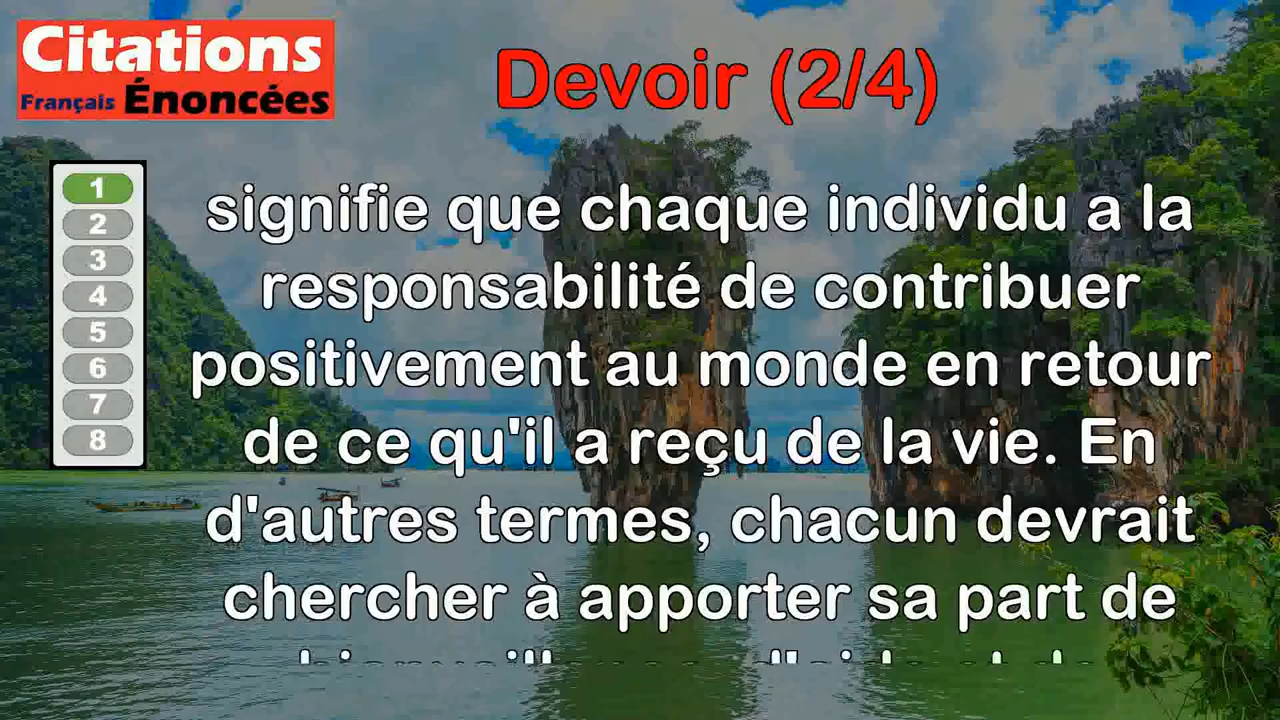 Citations
Français Énoncées
Devoir (2/4)
1
2
3
4
5
6
7
8
signifie que chaque individu a la
responsabilité de contribuer
positivement au monde en retour
de ce qu'il a reçu de la vie. En
d'autres termes, chacun devrait
chercher à apporter sa part de